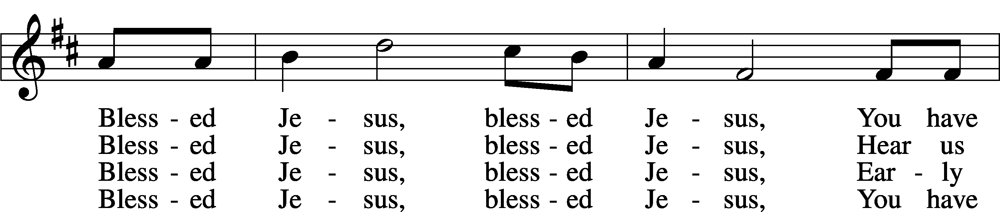 Bless - ed Je - sus, bless - ed Je - sus, You have
Bless - ed Je - sus, bless - ed Je - sus, Hear us
Bless - ed Je - sus, bless - ed Je - sus, Ear - ly
Bless - ed Je - sus, bless - ed Je - sus, You have